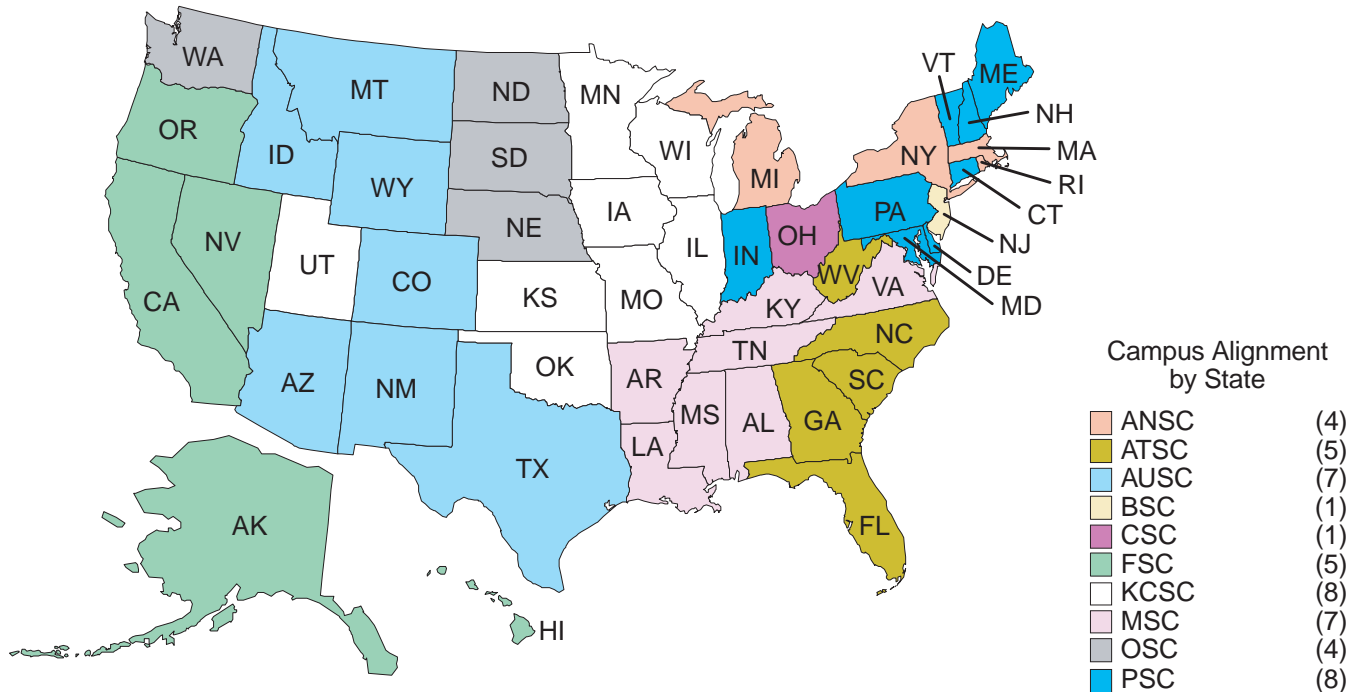 WA
MT
ND
MN
VT
ME
OR
ID
SD
WI
NH
NY
MA
WY
MI
RI
NE
IA
PA
CT
NV
UT
CO
IL
IN
OH
NJ
CA
KS
MO
WV
VA
DE
KY
MD
AZ
NM
OK
TN
NC
AR
SC
MS
AL
GA
TX
LA
AK
FL
HI
Campus Alignment
by State
ANSC (4)
ATSC (5)
AUSC (7)
BSC (1)
CSC (1)
FSC (5)
KCSC (8)
MSC (7)
OSC (4)
PSC (8)